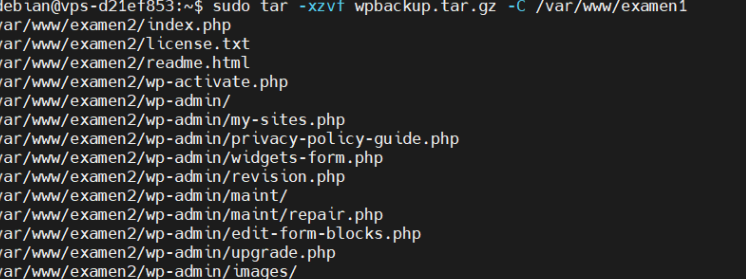 debian@vps-d21ef853:~$ sudo tar -xzvf wpbackup.tar.gz -C /var/www/examen1
var/www/examen2/index.php
var/www/examen2/license.txt
var/www/examen2/readme.html
var/www/examen2/wp-activate.php
var/www/examen2/wp-admin/
var/www/examen2/wp-admin/my-sites.php
var/www/examen2/wp-admin/privacy-policy-guide.php
var/www/examen2/wp-admin/widgets-form.php
var/www/examen2/wp-admin/revision.php
var/www/examen2/wp-admin/maint/
var/www/examen2/wp-admin/maint/repair.php
var/www/examen2/wp-admin/edit-form-blocks.php
var/www/examen2/wp-admin/upgrade.php
var/www/examen2/wp-admin/images/